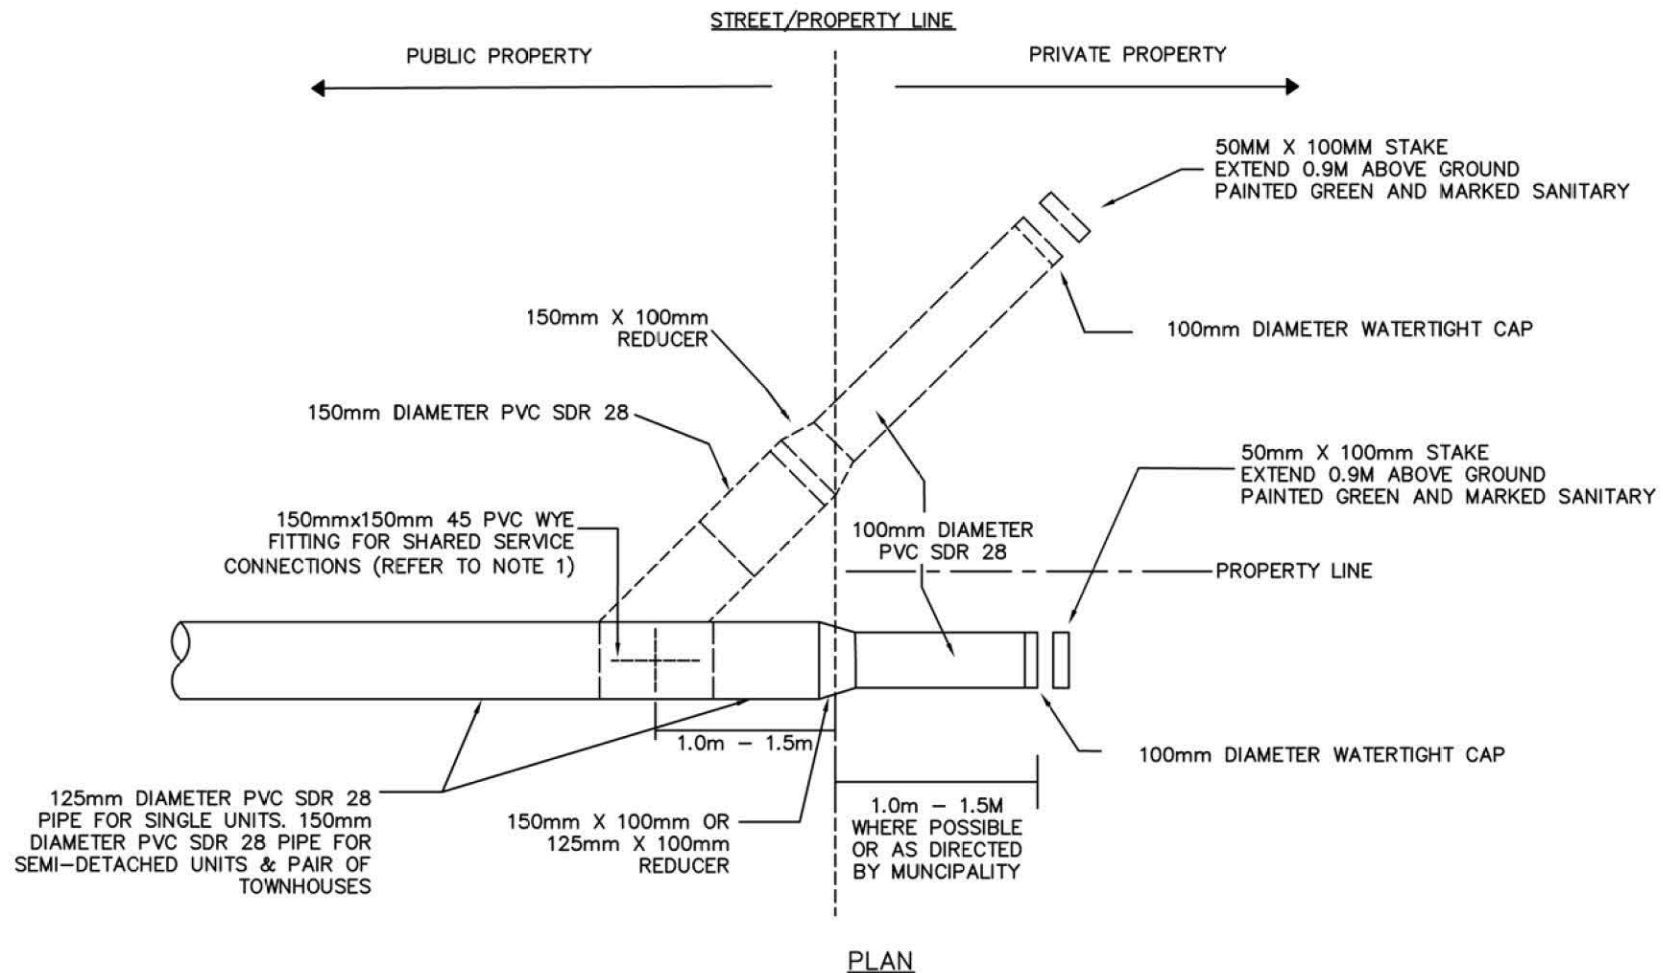 STREET/PROPERTY LINE
PUBLIC PROPERTY
PRIVATE PROPERTY
50MM X 100MM STAKE
EXTEND 0.9M ABOVE GROUND
PAINTED GREEN AND MARKED SANITARY
150mm X 100mm
REDUCER
100mm DIAMETER WATERTIGHT CAP
150mm DIAMETER PVC SDR 28
50mm X 100mm STAKE
EXTEND 0.9M ABOVE GROUND
PAINTED GREEN AND MARKED SANITARY
150mmx150mm 45 PVC WYE
FITTING FOR SHARED SERVICE
CONNECTIONS (REFER TO NOTE 1)
100mm DIAMETER
PVC SDR 28
PROPERTY LINE
1.0m - 1.5m
100mm DIAMETER WATERTIGHT CAP
125mm DIAMETER PVC SDR 28
PIPE FOR SINGLE UNITS. 150mm
DIAMETER PVC SDR 28 PIPE FOR
SEMI-DETACHED UNITS & PAIR OF
TOWNHOUSES
150mm X 100mm OR
125mm X 100mm
REDUCER
1.0m - 1.5M
WHERE POSSIBLE
OR AS DIRECTED
BY MUNCIPALITY
PLAN